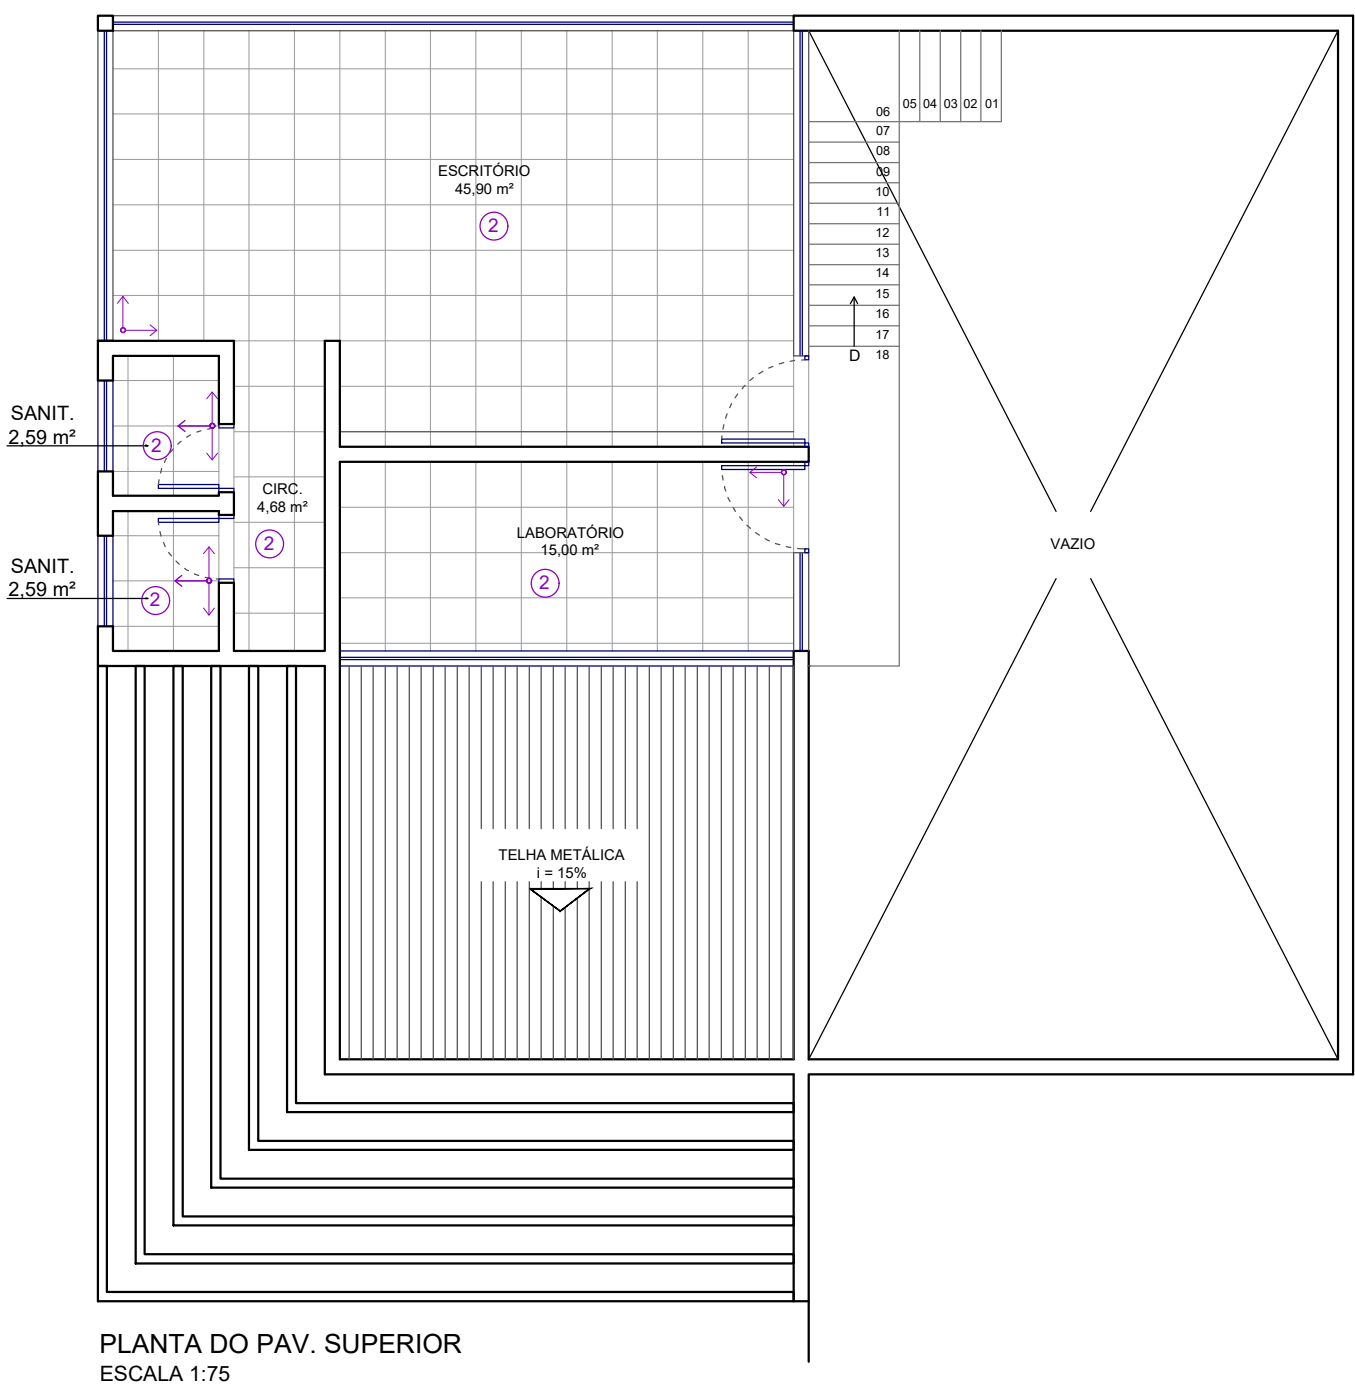 05 04 03 02 01
06
07
08
09
10
11
12
13
14
15
16
17
D 18
ESCRITÓRIO
45,90 m²
2
SANIT.
2,59 m²
2
CIRC.
4,68 m²
2
LABORATÓRIO
15,00 m²
2
SANIT.
2,59 m²
2
VAZIO
TELHA METÁLICA
i = 15%
PLANTA DO PAV. SUPERIOR
ESCALA 1:75